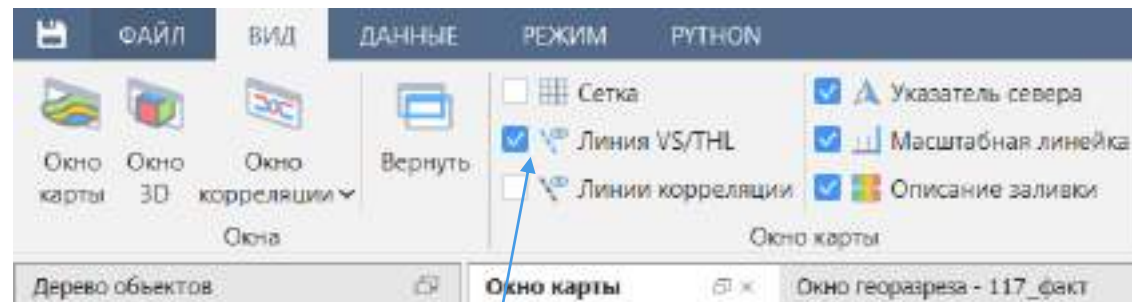 ФАЙЛ ВИД ДАННЫЕ РЕЖИМ PYTHON
Сетка Указатель севера
Линия VS/THL Масштабная линейка
Окно карты Окно 3D Окно корреляции Вернуть
Линии корреляции Описание заливки
Окна Окно карты
Дерево объектов Окно карты Окно георазреза - 117_факт